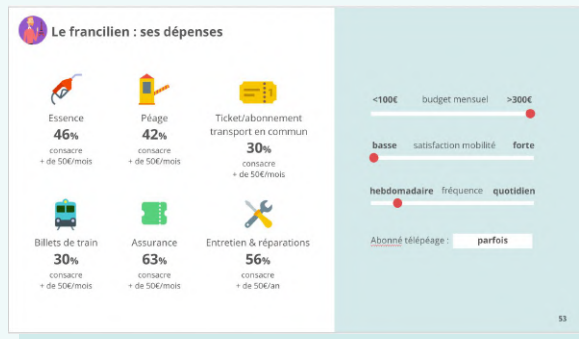 Le francilien : ses dépenses
Essence
46%
consacre
+ de 50€/mois
Péage
42%
consacre
+ de 50€/mois
Ticket/abonnement
transport en commun
30%
consacre
+ de 50€/mois
Billets de train
30%
consacre
+ de 50€/mois
Assurance
63%
consacre
+ de 50€/mois
Entretien & réparations
56%
consacre
+ de 50€/an
<100€ budget mensuel >300€
basse satisfaction mobilité forte
hebdomadaire fréquence quotidien
Abonné télépéage : parfois
53